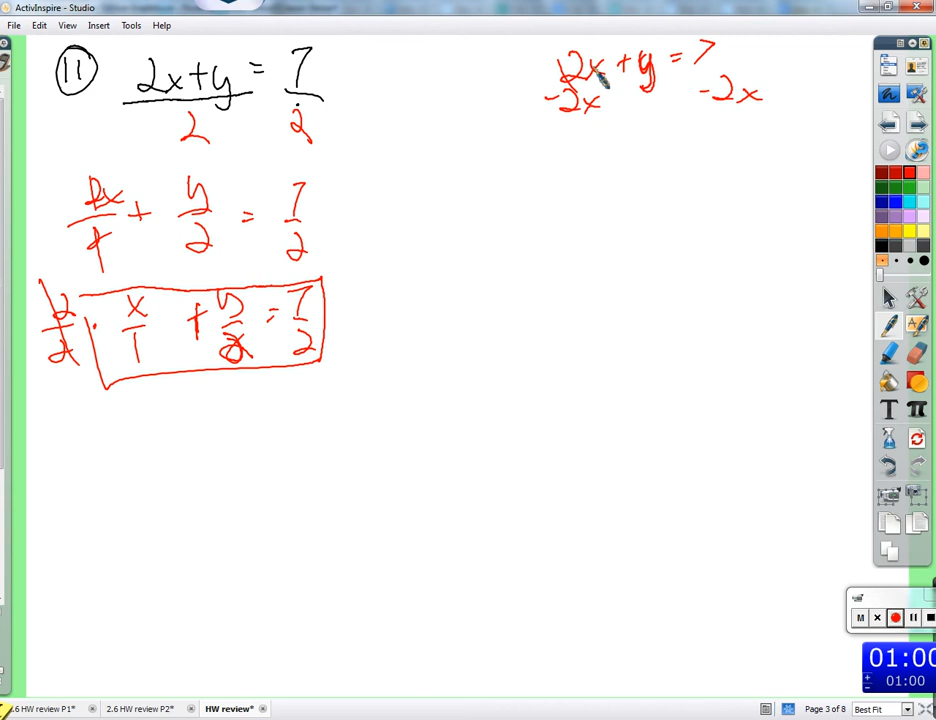 ActivInspire - Studio
File Edit View Insert Tools
11 2x+y = 7
2 2
2x/1 + y/2 = 7/2
2/2 · x/1 + y/2 = 7/2
2x + y = 7
-2x -2x
M
01:00
01:00
2.6 HW review P1* 2.6 HW review P2* HW review*
Page 3 of 8 Best Fit